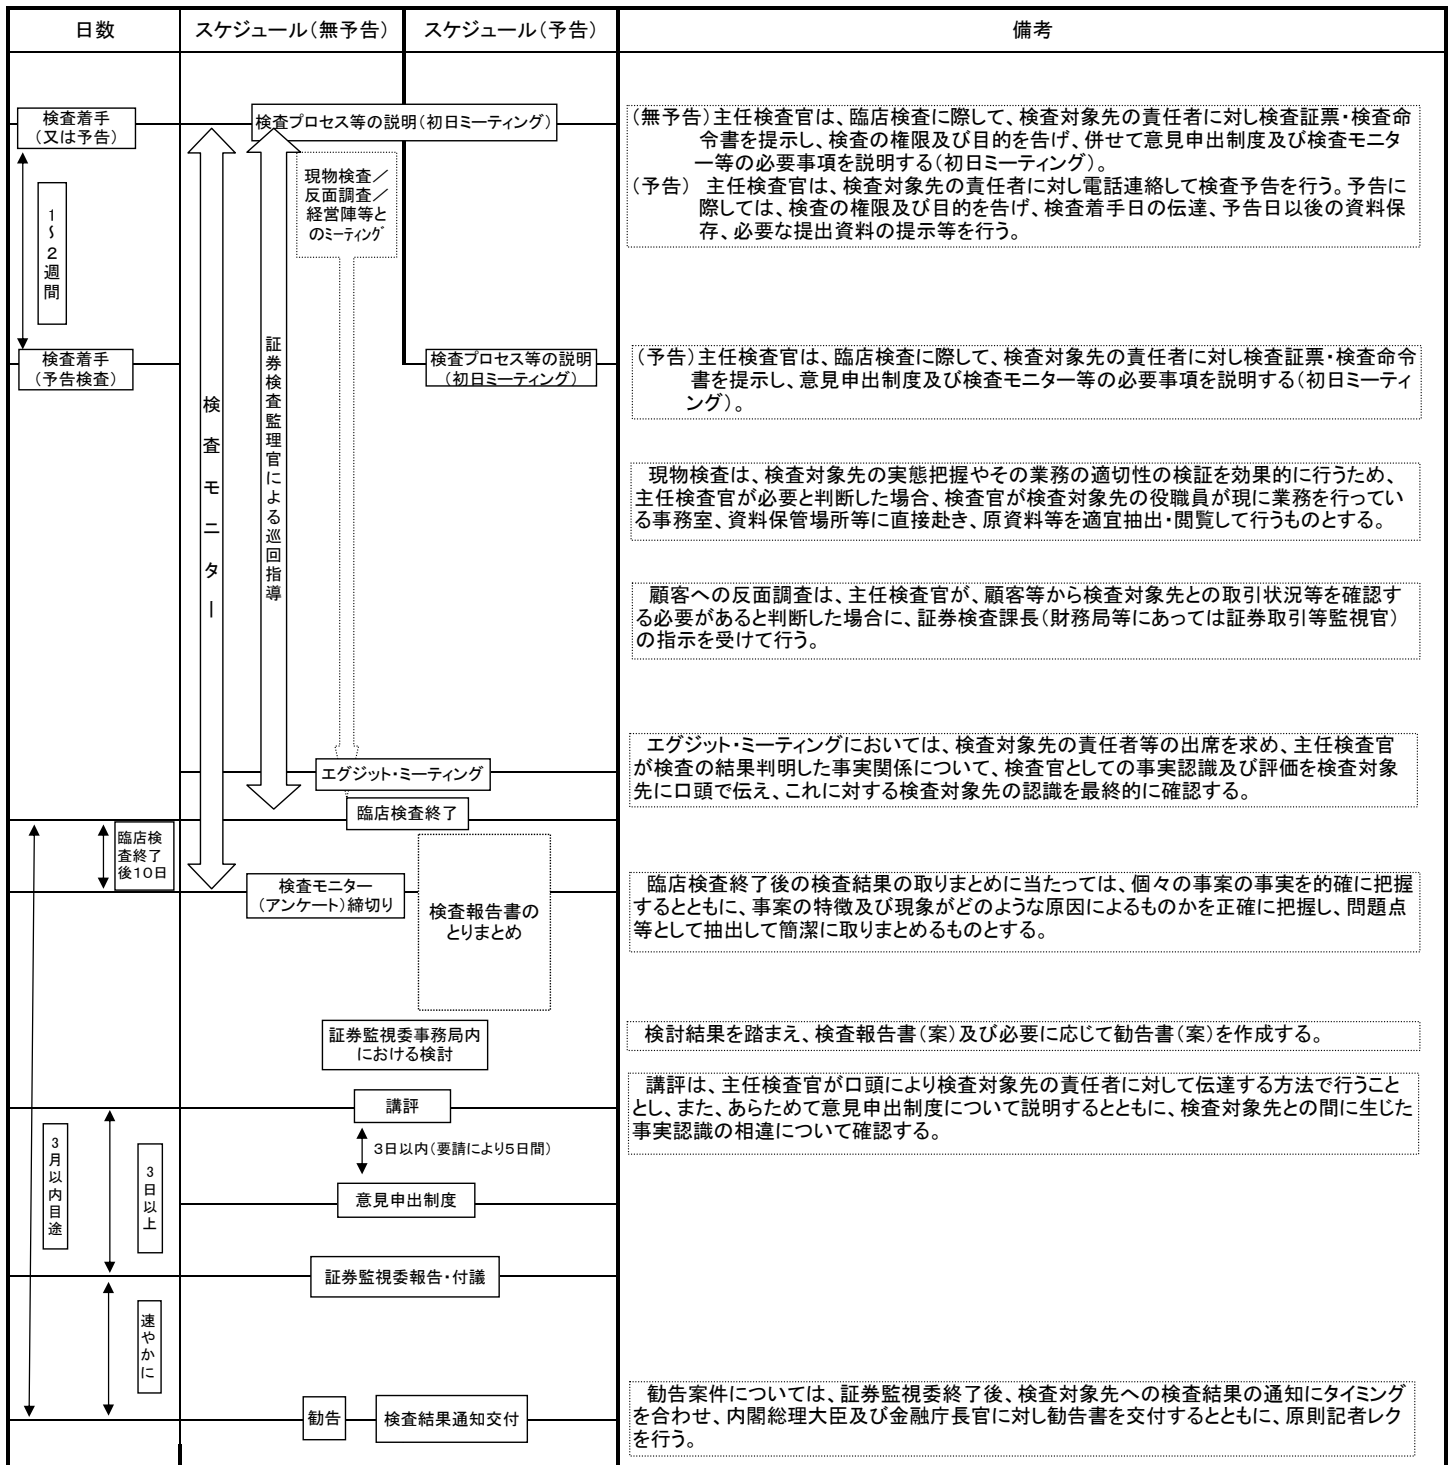 日数
スケジュール（無予告）
スケジュール（予告）
備考
検査着手
（又は予告）
検査プロセス等の説明（初日ミーティング）
（無予告）主任検査官は、臨店検査に際して、検査対象先の責任者に対し検査証票・検査命
令書を提示し、検査の権限及び目的を告げ、併せて意見申出制度及び検査モニタ
ー等の必要事項を説明する（初日ミーティング）。
（予告） 主任検査官は、検査対象先の責任者に対し電話連絡して検査予告を行う。予告に
際しては、検査の権限及び目的を告げ、検査着手日の伝達、予告日以後の資料保
存、必要な提出資料の提示等を行う。
現物検査／
反面調査／
経営陣等と
のﾐｰﾃｨﾝｸﾞ
１～２週間
検査着手
（予告検査）
検査プロセス等の説明
（初日ミーティング）
（予告）主任検査官は、臨店検査に際して、検査対象先の責任者に対し検査証票・検査命令
書を提示し、意見申出制度及び検査モニター等の必要事項を説明する（初日ミーティ
ング）。
検査モニター
証券検査監理官による巡回指導
現物検査は、検査対象先の実態把握やその業務の適切性の検証を効果的に行うため、
主任検査官が必要と判断した場合、検査官が検査対象先の役職員が現に業務を行ってい
る事務室、資料保管場所等に直接赴き、原資料等を適宜抽出・閲覧して行うものとする。
顧客への反面調査は、主任検査官が、顧客等から検査対象先との取引状況等を確認す
る必要があると判断した場合に、証券検査課長（財務局等にあっては証券取引等監視官）
の指示を受けて行う。
エグジット・ミーティング
エグジット・ミーティングにおいては、検査対象先の責任者等の出席を求め、主任検査官
が検査の結果判明した事実関係について、検査官としての事実認識及び評価を検査対象
先に口頭で伝え、これに対する検査対象先の認識を最終的に確認する。
臨店検査終了
臨店検
査終了
後１０日
検査モニター
（アンケート）締切り
検査報告書の
とりまとめ
臨店検査終了後の検査結果の取りまとめに当たっては、個々の事案の事実を的確に把握
するとともに、事案の特徴及び現象がどのような原因によるものかを正確に把握し、問題点
等として抽出して簡潔に取りまとめるものとする。
証券監視委事務局内
における検討
検討結果を踏まえ、検査報告書（案）及び必要に応じて勧告書（案）を作成する。
講評
講評は、主任検査官が口頭により検査対象先の責任者に対して伝達する方法で行うこと
とし、また、あらためて意見申出制度について説明するとともに、検査対象先との間に生じた
事実認識の相違について確認する。
３日以内（要請により５日間）
３月以内目途
３日以上
意見申出制度
証券監視委報告・付議
速やかに
勧告
検査結果通知交付
勧告案件については、証券監視委終了後、検査対象先への検査結果の通知にタイミング
を合わせ、内閣総理大臣及び金融庁長官に対し勧告書を交付するとともに、原則記者レク
を行う。